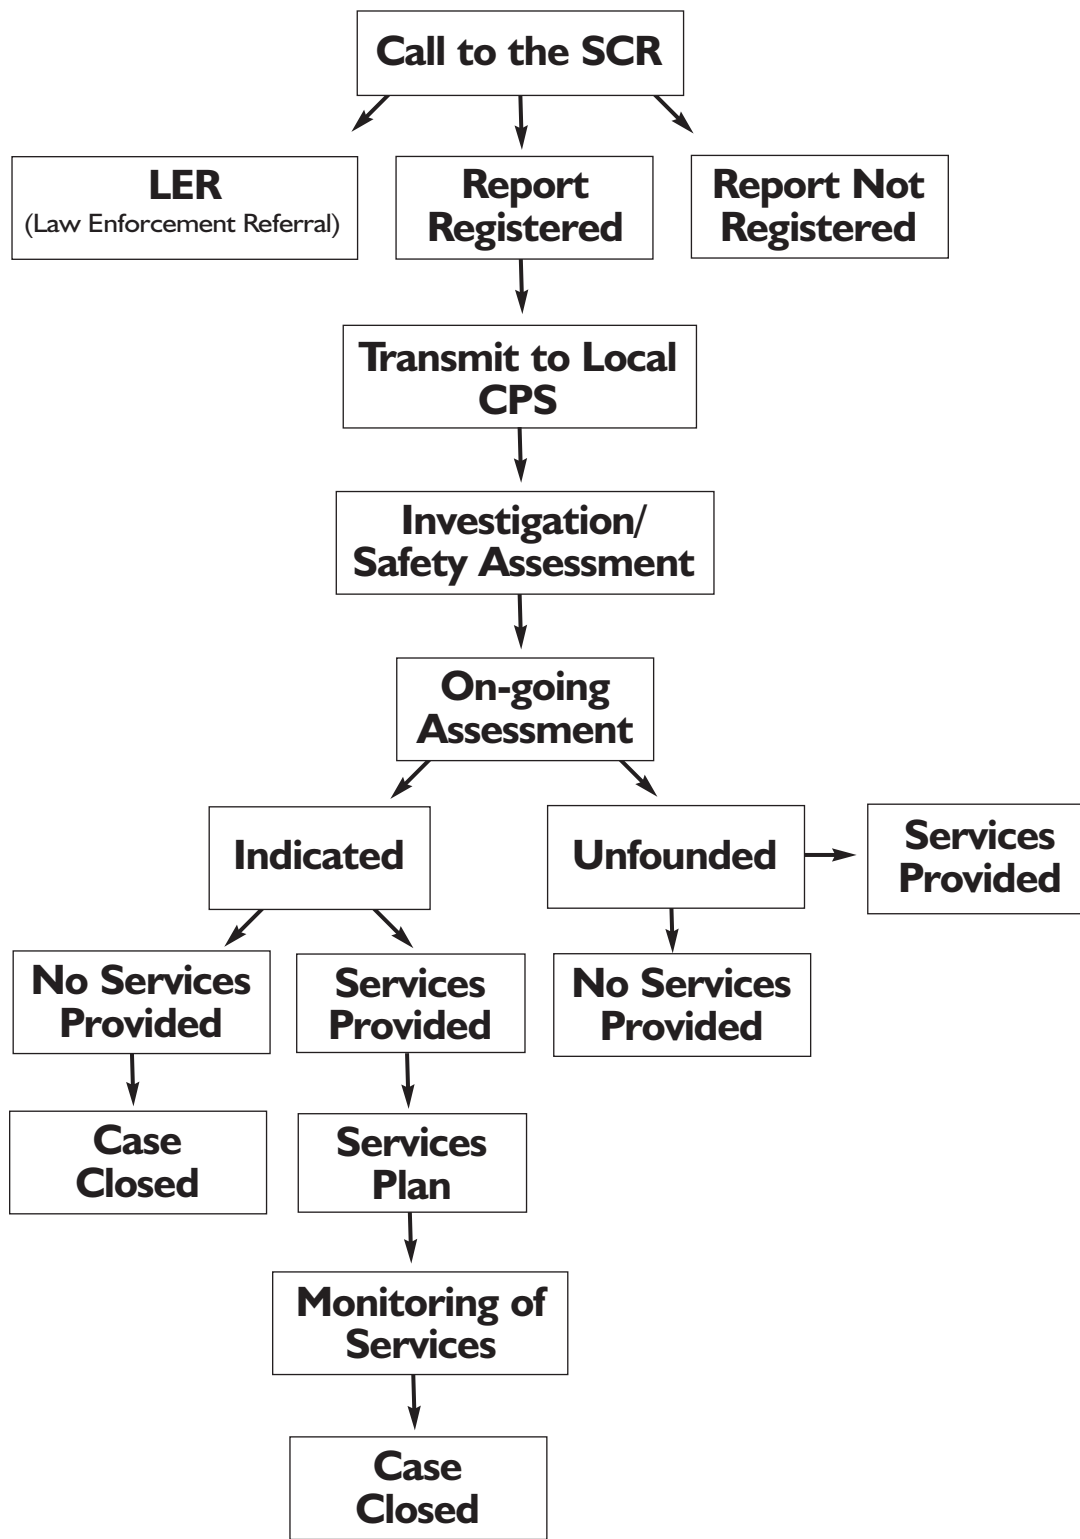 Call to the SCR
LER
(Law Enforcement Referral)
Report
Registered
Report Not
Registered
Transmit to Local
CPS
Investigation/
Safety Assessment
On-going
Assessment
Indicated
Unfounded
Services
Provided
No Services
Provided
Services
Provided
No Services
Provided
Case
Closed
Services
Plan
Monitoring of
Services
Case
Closed